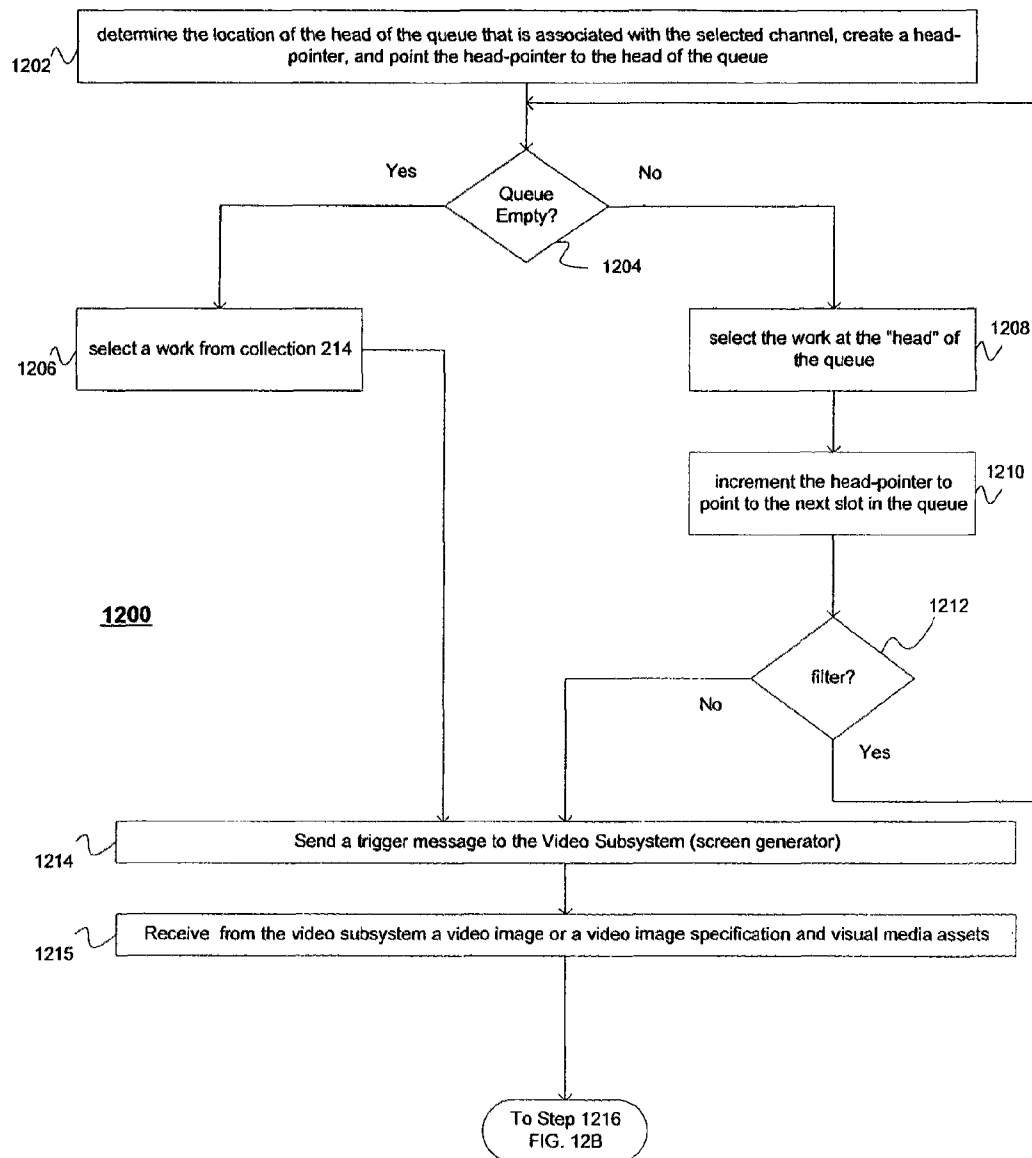 determine the location of the head of the queue that is associated with the selected channel, create a head-
pointer, and point the head-pointer to the head of the queue
1202
Yes
No
Queue
Empty?
1204
select a work from collection 214
1206
select the work at the "head" of
the queue
1208
increment the head-pointer to
point to the next slot in the queue
1210
1200
1212
filter?
No
Yes
Send a trigger message to the Video Subsystem (screen generator)
1214
Receive from the video subsystem a video image or a video image specification and visual media assets
1215
To Step 1216
FIG. 12B